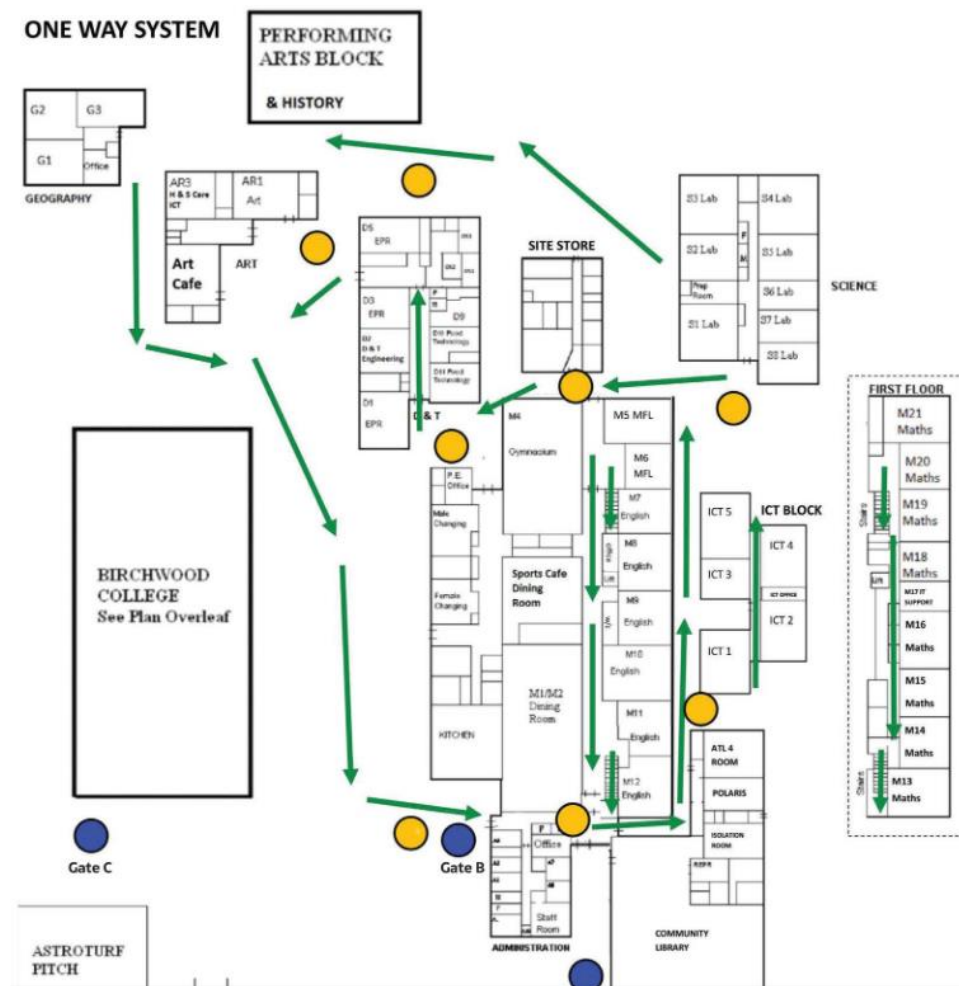 ONE WAY SYSTEM
PERFORMING
ARTS BLOCK
& HISTORY
G2
G3
G1
Office
GEOGRAPHY
AR3
H & S Care
ICT
AR1
Art
Art
Cafe
ART
D5
EPR
D3
EPR
D2
D & T
Engineering
D9
D10 Food
Technology
D11 Food
Technology
D1
EPR
D & T
SITE STORE
S3 Lab
S4 Lab
F
M
S2 Lab
S5 Lab
Prep
Room
S6 Lab
S1 Lab
S7 Lab
S8 Lab
SCIENCE
FIRST FLOOR
M21
Maths
M20
Maths
M19
Maths
Stairs
M18
Maths
Lift
M17 IT
SUPPORT
M16
Maths
M15
Maths
M14
Maths
Stairs
M13
Maths
M4
Gymnasium
M5 MFL
M6
MFL
M7
English
P.E.
Office
Male
Changing
Office
M8
English
Lift
Sports Cafe
Dining
Room
M9
English
Female
Changing
M10
English
M1/M2
Dining
Room
M11
English
KITCHEN
M12
English
ICT 5
ICT BLOCK
ICT 4
ICT 3
ICT OFFICE
ICT 2
ICT 1
BIRCHWOOD
COLLEGE
See Plan Overleaf
ATL 4
ROOM
POLARIS
ISOLATION
ROOM
REPR
COMMUNITY
LIBRARY
Gate C
Gate B
F
Office
Staff
Room
ADMINISTRATION
ASTROTURF
PITCH